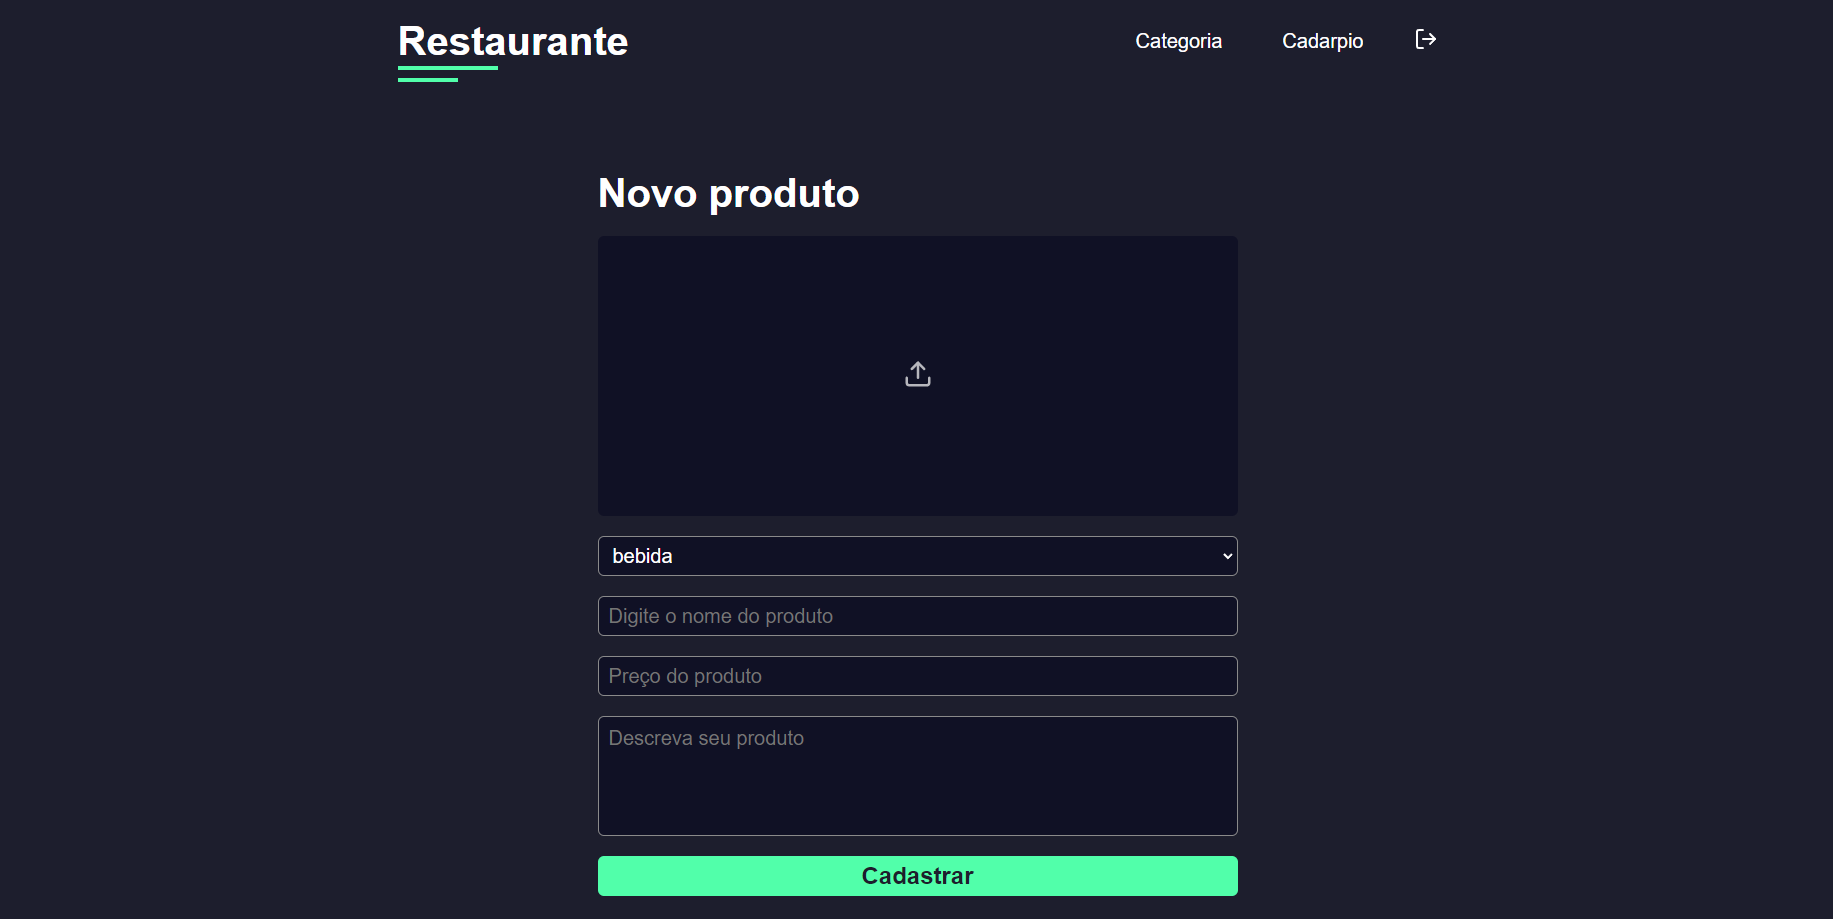 Restaurante
Categoria
Cadarpio
Novo produto
bebida
Digite o nome do produto
Preço do produto
Descreva seu produto
Cadastrar